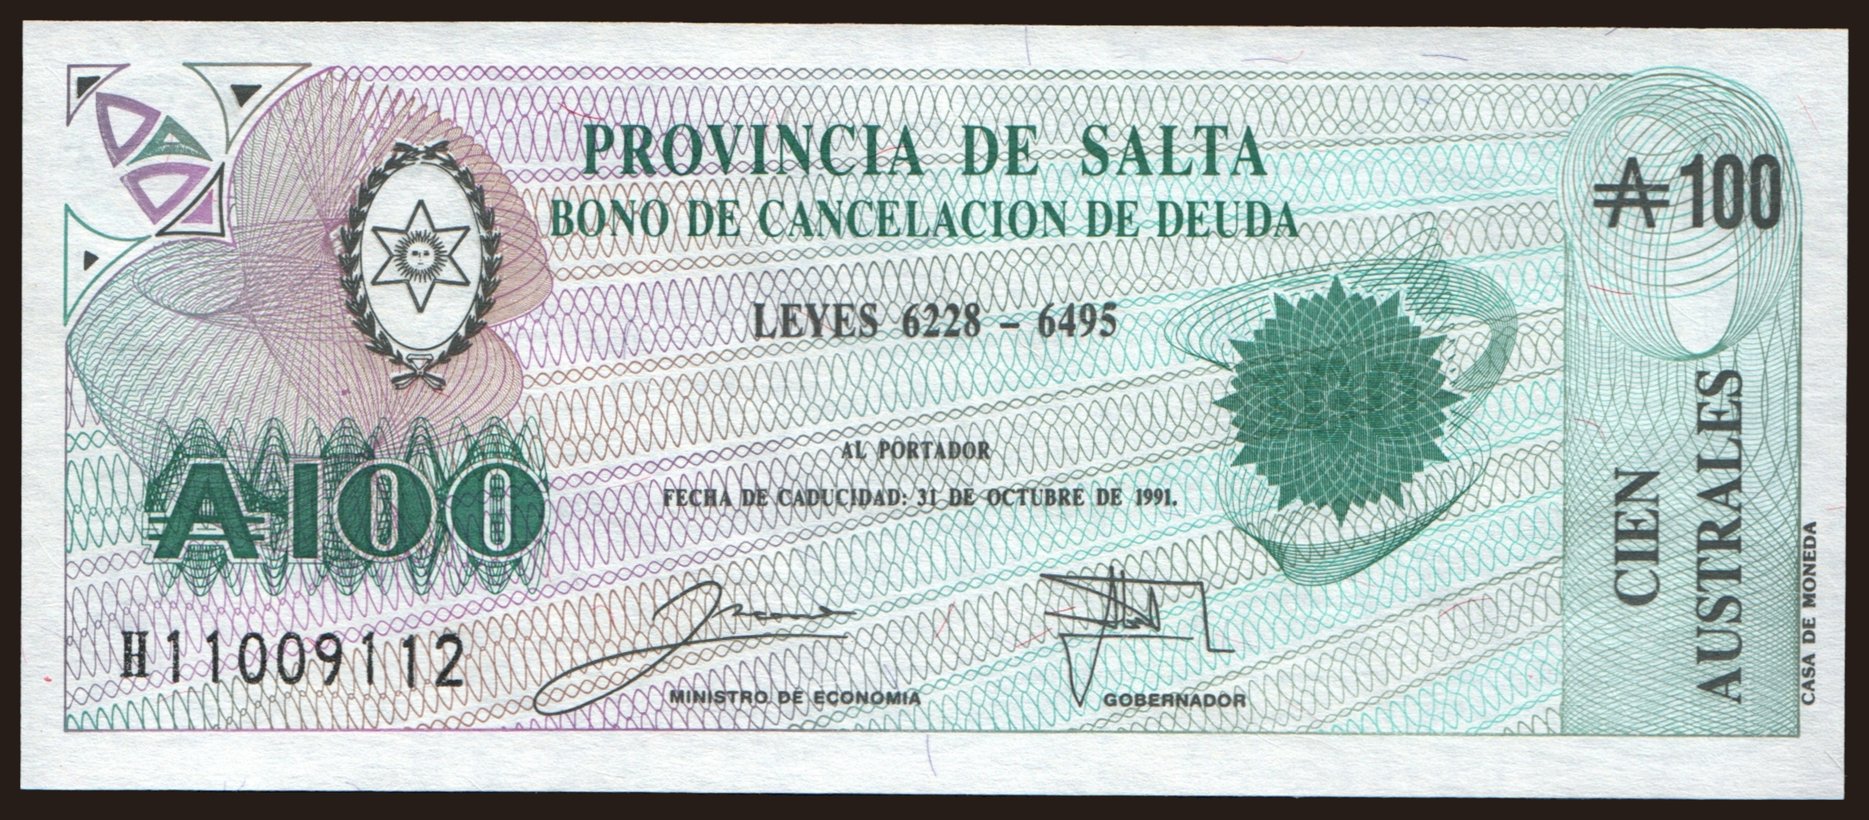 PROVINCIA DE SALTA
BONO DE CANCELACION DE DEUDA
₳ 100
LEYES 6228 - 6495
AL PORTADOR
FECHA DE CADUCIDAD: 31 DE OCTUBRE DE 1991.
₳100
H11009112
MINISTRO DE ECONOMIA
GOBERNADOR
CIEN
AUSTRALES
CASA DE MONEDA